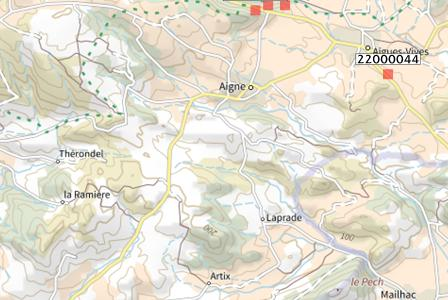 Aigues-Vives
22000044
Aigne
Thérondel
la Ramière
Laprade
200
100
Artix
le Pech
Mailhac